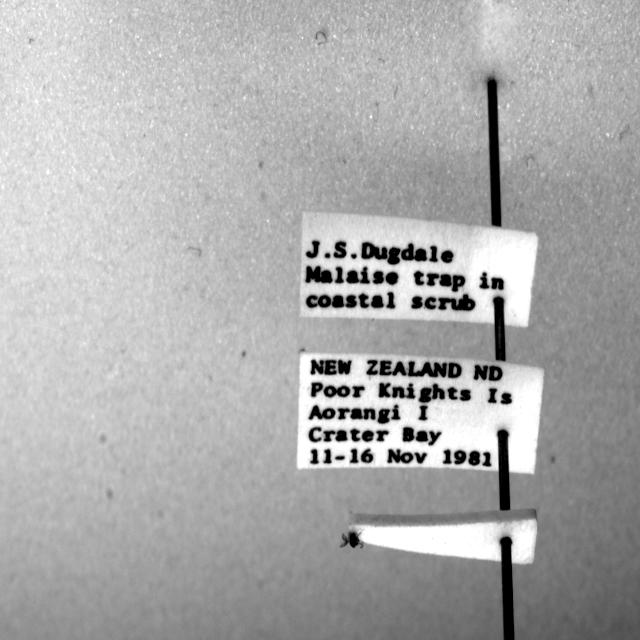 J.S.Dugdale
Malaise trap in
coastal scrub
NEW ZEALAND ND
Poor Knights Is
Aorangi I
Crater Bay
11-16 Nov 1981